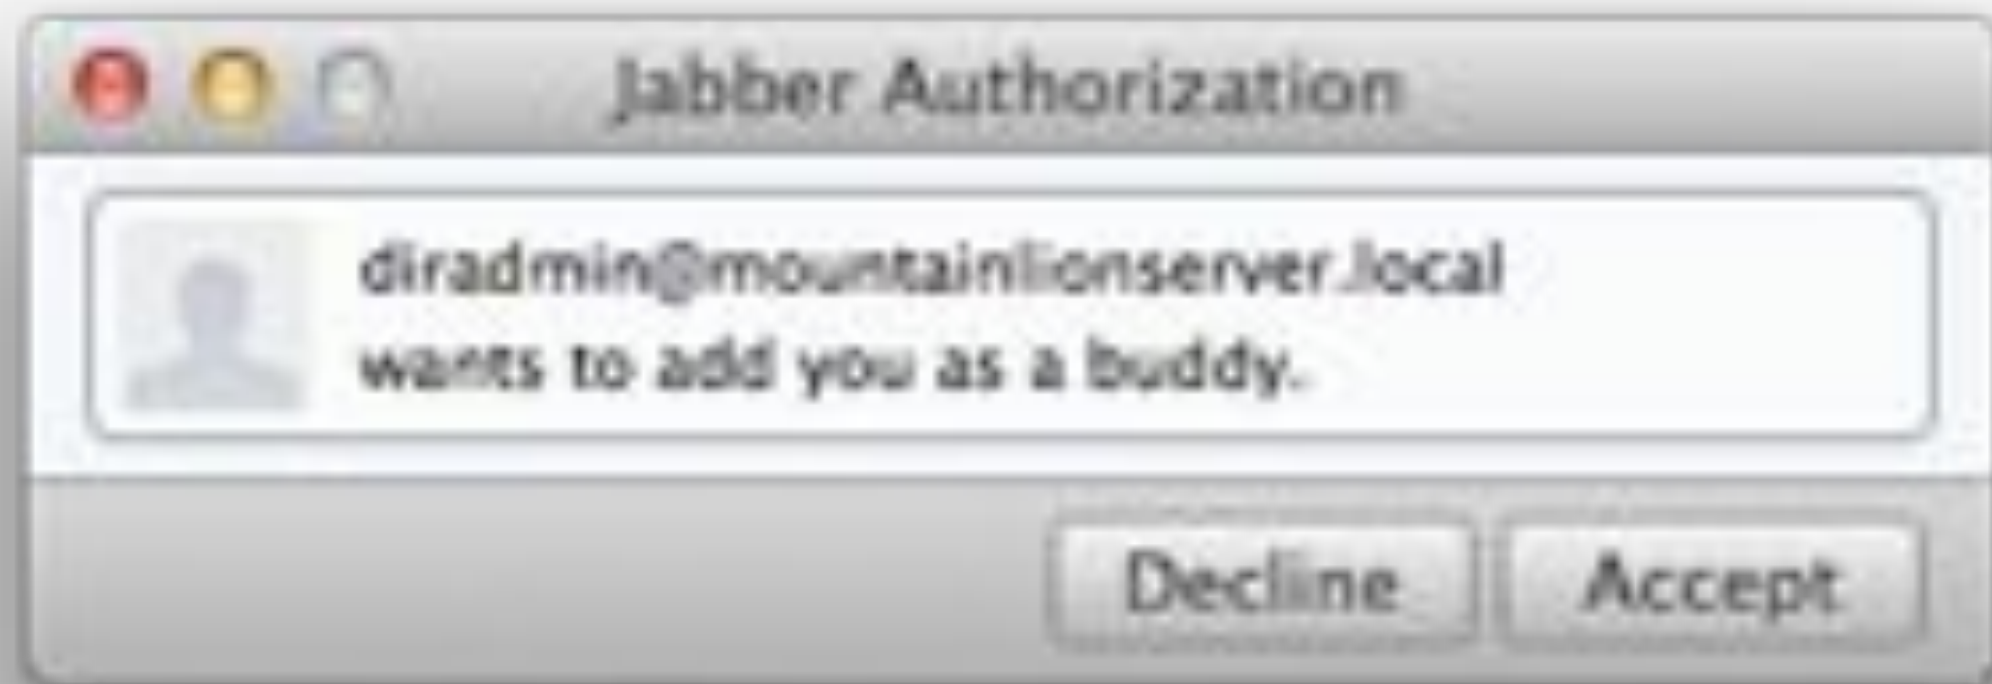 Jabber Authorization
diradmin@mountainlionserver.local
wants to add you as a buddy.
Decline
Accept